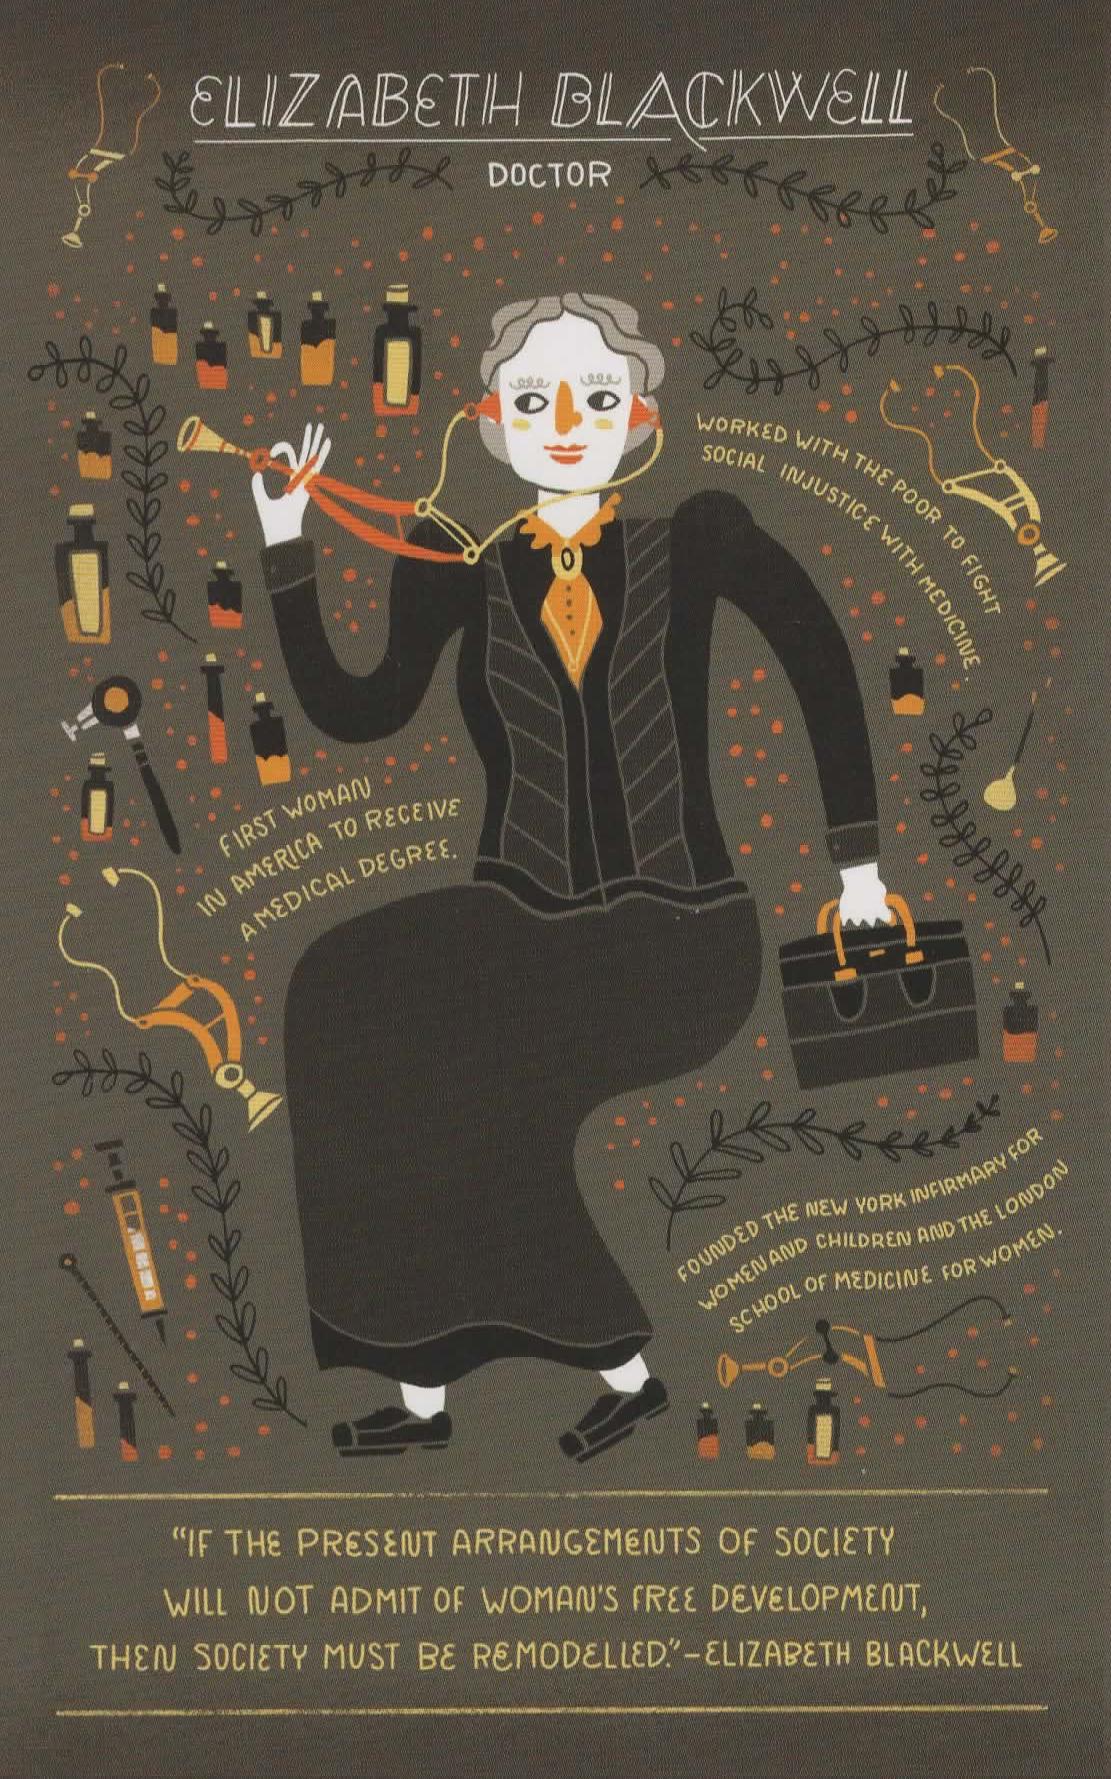 ELIZABETH BLACKWELL
DOCTOR
WORKED WITH THE POOR TO FIGHT
SOCIAL INJUSTICE WITH MEDICINE.
FIRST WOMAN
IN AMERICA TO RECEIVE
A MEDICAL DEGREE.
FOUNDED THE NEW YORK INFIRMARY FOR
WOMEN AND CHILDREN AND THE LONDON
SCHOOL OF MEDICINE FOR WOMEN.
"IF THE PRESENT ARRANGEMENTS OF SOCIETY
WILL NOT ADMIT OF WOMAN'S FREE DEVELOPMENT,
THEN SOCIETY MUST BE REMODELLED." – ELIZABETH BLACKWELL